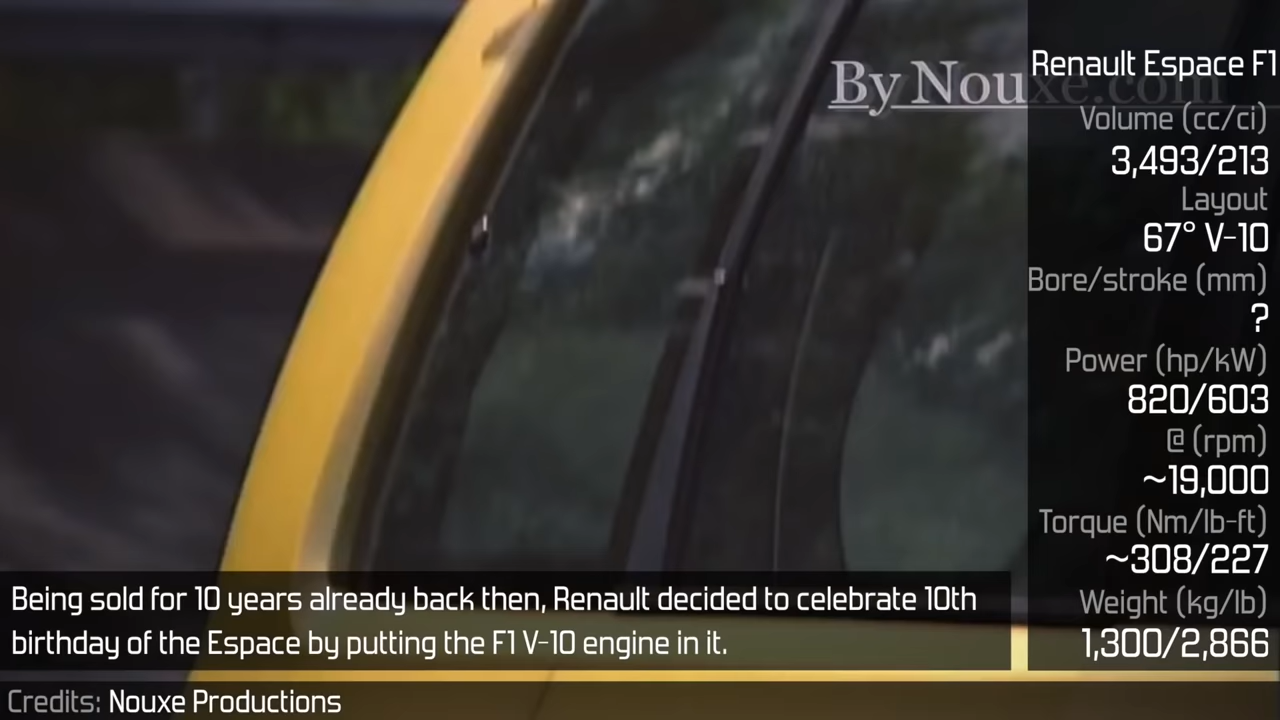 By Nouxe.com
Renault Espace F1
Volume (cc/ci)
3,493/213
Layout
67° V-10
Bore/stroke (mm)
?
Power (hp/kW)
820/603
@ (rpm)
~19,000
Torque (Nm/lb-ft)
~308/227
Weight (kg/lb)
1,300/2,866
Being sold for 10 years already back then, Renault decided to celebrate 10th
birthday of the Espace by putting the F1 V-10 engine in it.
Credits: Nouxe Productions